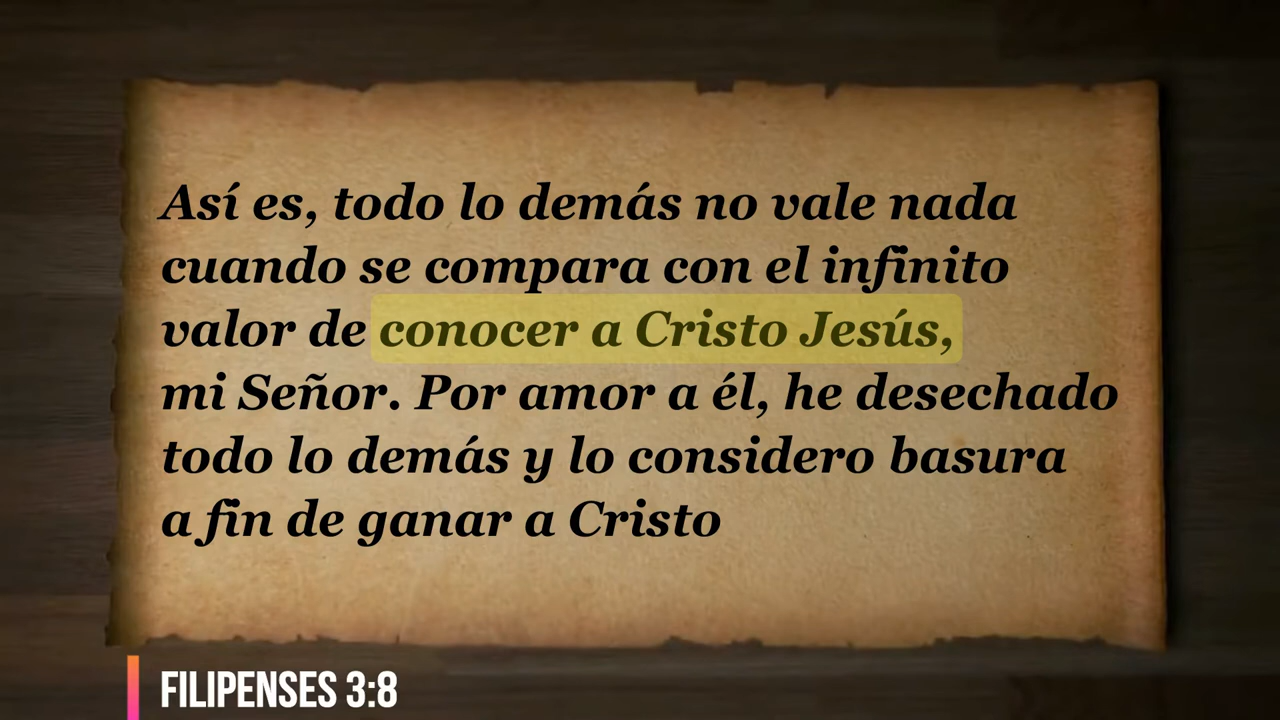 Así es, todo lo demás no vale nada
cuando se compara con el infinito
valor de conocer a Cristo Jesús,
mi Señor. Por amor a él, he desechado
todo lo demás y lo considero basura
a fin de ganar a Cristo
FILIPENSES 3:8